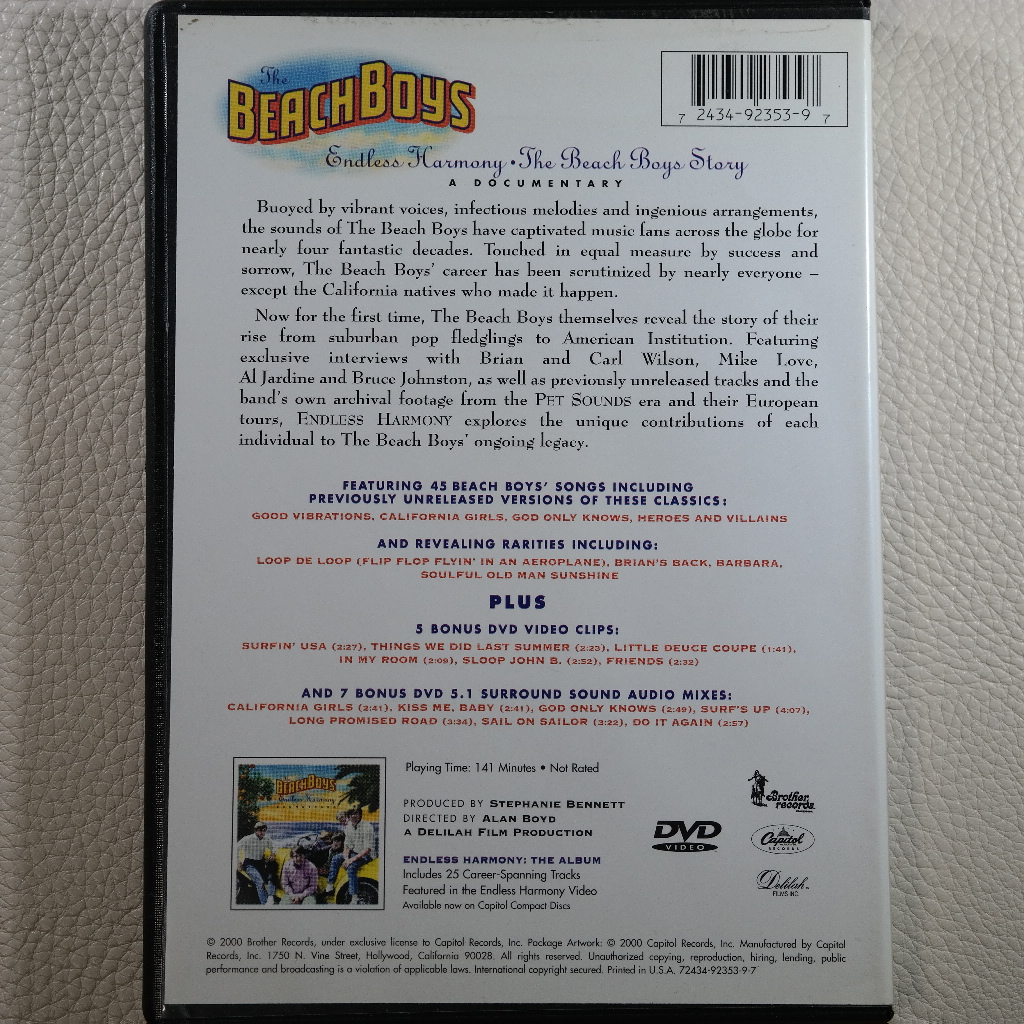 The
BEACH BOYS
7 2434-92353-9 7
Endless Harmony • The Beach Boys Story
A DOCUMENTARY
Buoyed by vibrant voices, infectious melodies and ingenious arrangements,
the sounds of The Beach Boys have captivated music fans across the globe for
nearly four fantastic decades. Touched in equal measure by success and
sorrow, The Beach Boys' career has been scrutinized by nearly everyone –
except the California natives who made it happen.
Now for the first time, The Beach Boys themselves reveal the story of their
rise from suburban pop fledglings to American Institution. Featuring
exclusive interviews with Brian and Carl Wilson, Mike Love,
Al Jardine and Bruce Johnston, as well as previously unreleased tracks and the
band's own archival footage from the PET SOUNDS era and their European
tours, ENDLESS HARMONY explores the unique contributions of each
individual to The Beach Boys' ongoing legacy.
FEATURING 45 BEACH BOYS' SONGS INCLUDING
PREVIOUSLY UNRELEASED VERSIONS OF THESE CLASSICS:
GOOD VIBRATIONS, CALIFORNIA GIRLS, GOD ONLY KNOWS, HEROES AND VILLAINS
AND REVEALING RARITIES INCLUDING:
LOOP DE LOOP (FLIP FLOP FLYIN' IN AN AEROPLANE), BRIAN'S BACK, BARBARA,
SOULFUL OLD MAN SUNSHINE
PLUS
5 BONUS DVD VIDEO CLIPS:
SURFIN' USA (2:27), THINGS WE DID LAST SUMMER (2:23), LITTLE DEUCE COUPE (1:41),
IN MY ROOM (2:09), SLOOP JOHN B. (2:52), FRIENDS (2:32)
AND 7 BONUS DVD 5.1 SURROUND SOUND AUDIO MIXES:
CALIFORNIA GIRLS (2:41), KISS ME, BABY (2:41), GOD ONLY KNOWS (2:49), SURF'S UP (4:07),
LONG PROMISED ROAD (3:34), SAIL ON SAILOR (3:22), DO IT AGAIN (2:57)
BEACH BOYS
Endless Harmony
Playing Time: 141 Minutes • Not Rated
PRODUCED BY STEPHANIE BENNETT
DIRECTED BY ALAN BOYD
A DELILAH FILM PRODUCTION
ENDLESS HARMONY: THE ALBUM
Includes 25 Career-Spanning Tracks
Featured in the Endless Harmony Video
Available now on Capitol Compact Discs
DVD
VIDEO
Brother
records
Capitol
RECORDS
Delilah
FILMS INC.
© 2000 Brother Records, under exclusive license to Capitol Records, Inc. Package Artwork: © 2000 Capitol Records, Inc. Manufactured by Capitol
Records, Inc. 1750 N. Vine Street, Hollywood, California 90028. All rights reserved. Unauthorized copying, reproduction, hiring, lending, public
performance and broadcasting is a violation of applicable laws. International copyright secured. Printed in U.S.A. 72434-92353-9-7